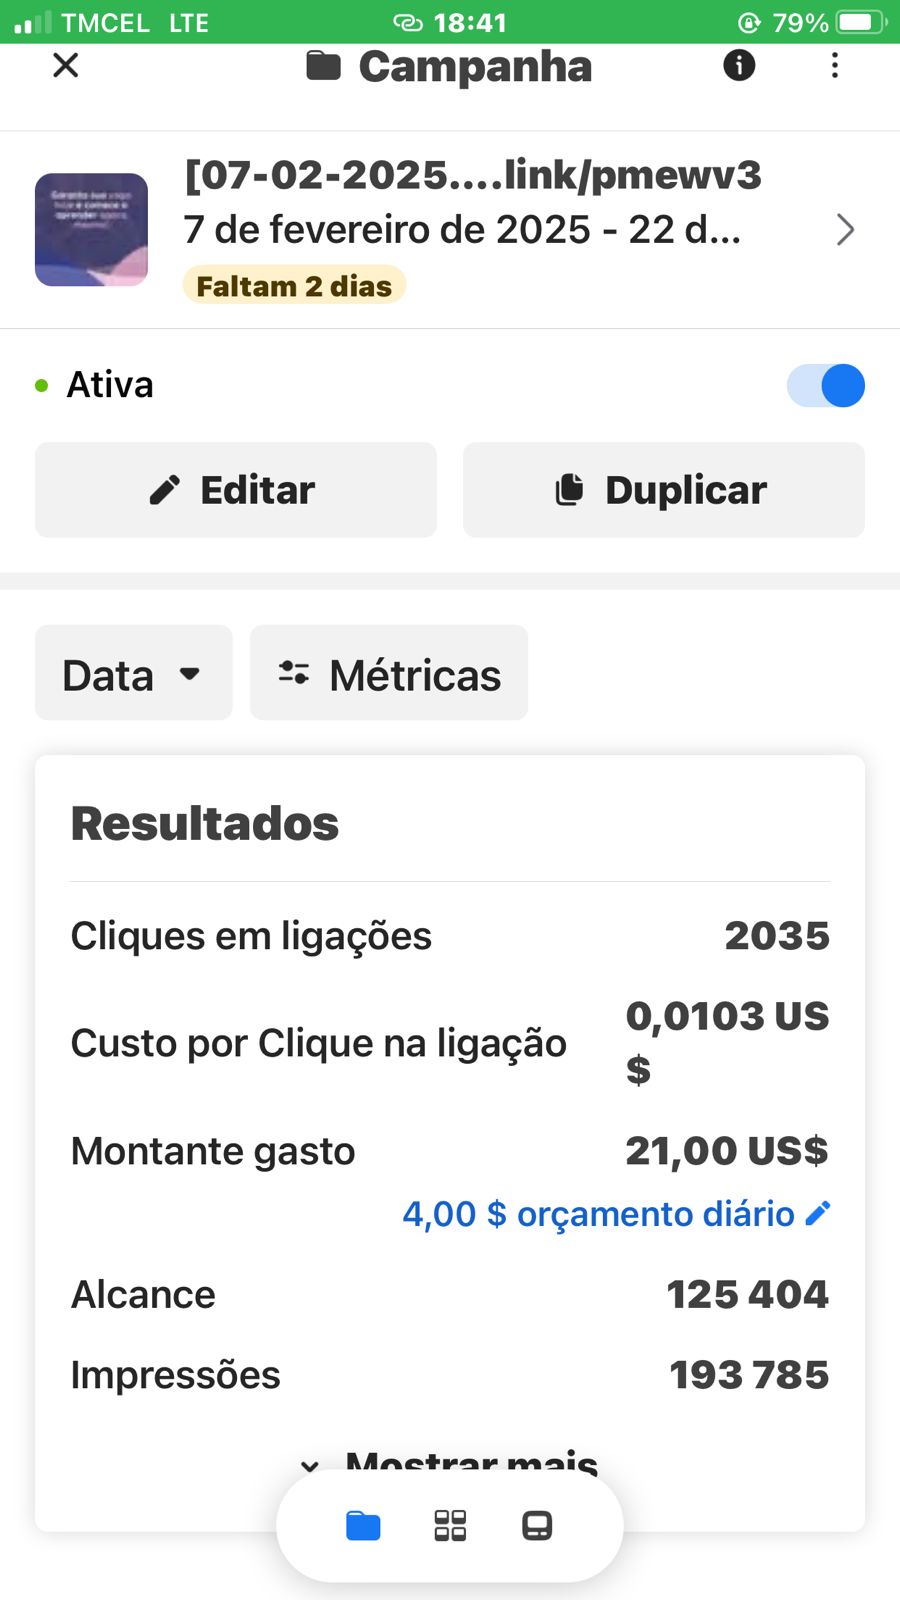 TMCEL LTE 18:41 79%
Campanha
[07-02-2025....link/pmewv3
7 de fevereiro de 2025 - 22 d...
Faltam 2 dias
Ativa
Editar
Duplicar
Data
Métricas
Resultados
Cliques em ligações 2035
Custo por Clique na ligação 0,0103 US
$
Montante gasto 21,00 US$
4,00 $ orçamento diário
Alcance 125 404
Impressões 193 785
Mostrar mais